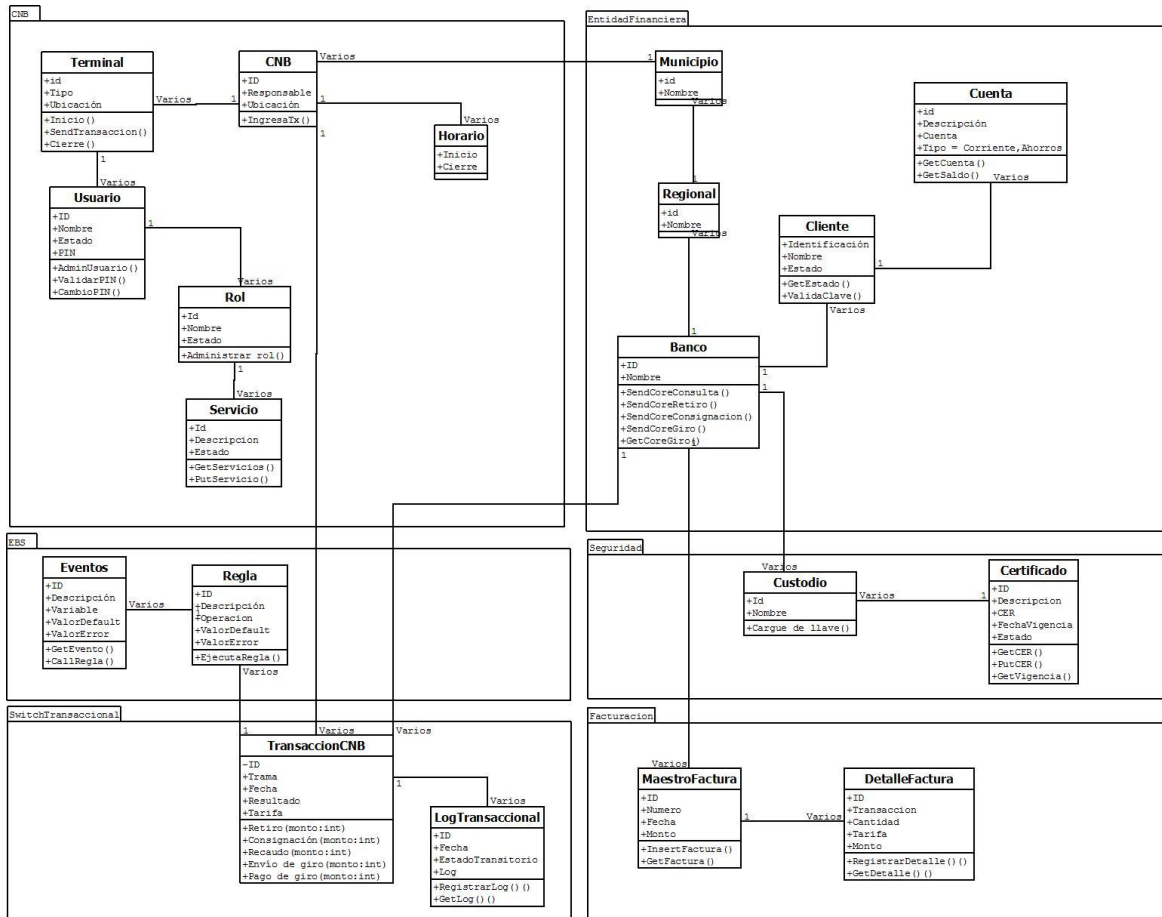 CNB
Terminal
+id
+Tipo
+Ubicación
+Inicio()
+SendTransaccion()
+Cierre()
Varios
1
CNB
+ID
+Responsable
+Ubicación
+IngresaTx()
Varios
1
1
1
Varios
Horario
+Inicio
+Cierre
1
Varios
Usuario
+ID
+Nombre
+Estado
+PIN
+AdminUsuario()
+ValidarPIN()
+CambioPIN()
1
Varios
Rol
+Id
+Nombre
+Estado
+Administrar rol()
1
Varios
Servicio
+Id
+Descripcion
+Estado
+GetServicios()
+PutServicio()
EntidadFinanciera
1
Municipio
+id
+Nombre
Varios
1
Regional
+id
+Nombre
Varios
1
Cuenta
+id
+Descripción
+Cuenta
+Tipo = Corriente,Ahorros
+GetCuenta()
+GetSaldo()
Varios
1
Cliente
+Identificación
+Nombre
+Estado
+GetEstado()
+ValidaClave()
Varios
1
Banco
+ID
+Nombre
+SendCoreConsulta()
+SendCoreRetiro()
+SendCoreConsignacion()
+SendCoreGiro()
+GetCoreGiro()
1
1
1
EBS
Eventos
+ID
+Descripción
+Variable
+ValorDefault
+ValorError
+GetEvento()
+CallRegla()
Varios
1
Regla
+ID
+Descripción
+Operacion
+ValorDefault
+ValorError
+EjecutaRegla()
Varios
Seguridad
Varios
Custodio
+Id
+Nombre
+Cargue de llave()
Varios
1
Certificado
+ID
+Descripcion
+CER
+FechaVigencia
+Estado
+GetCER()
+PutCER()
+GetVigencia()
SwitchTransaccional
1
Varios
Varios
TransaccionCNB
-ID
+Trama
+Fecha
+Resultado
+Tarifa
+Retiro(monto:int)
+Consignación(monto:int)
+Recaudo(monto:int)
+Envío de giro(monto:int)
+Pago de giro(monto:int)
1
Varios
LogTransaccional
+ID
+Fecha
+EstadoTransitorio
+Log
+RegistrarLog()()
+GetLog()()
Facturacion
Varios
MaestroFactura
+ID
+Numero
+Fecha
+Monto
+InsertFactura()
+GetFactura()
1
Varios
DetalleFactura
+ID
+Transaccion
+Cantidad
+Tarifa
+Monto
+RegistrarDetalle()()
+GetDetalle()()